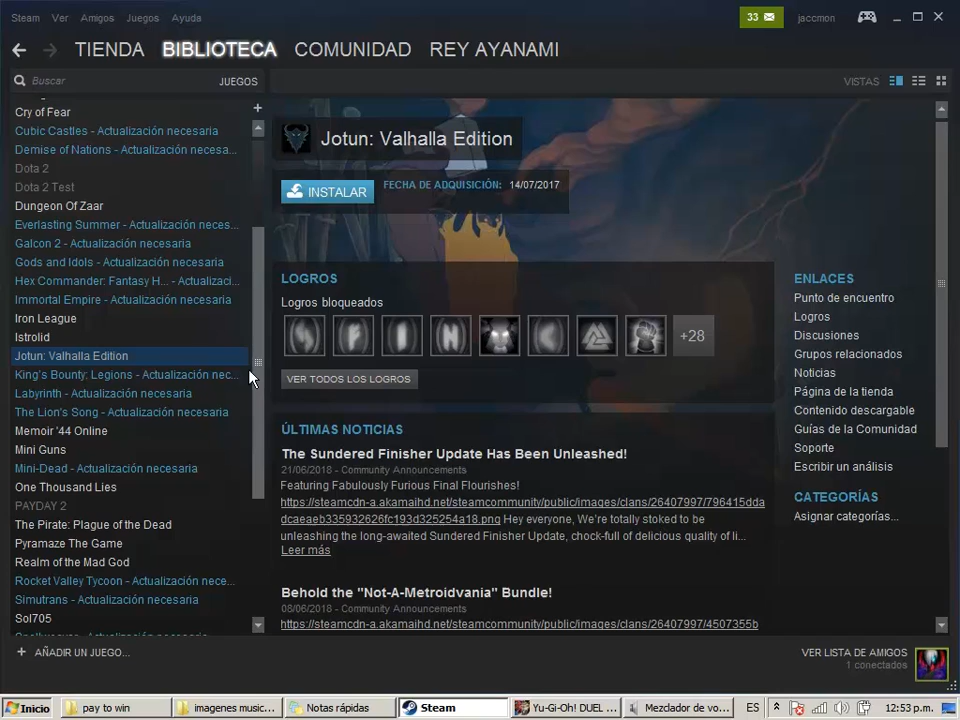 Steam Ver Amigos Juegos Ayuda 33 jaccmon
TIENDA BIBLIOTECA COMUNIDAD REY AYANAMI
Buscar JUEGOS VISTAS
Cry of Fear
Cubic Castles - Actualización necesaria
Demise of Nations - Actualización necesa...
Dota 2
Dota 2 Test
Dungeon Of Zaar
Everlasting Summer - Actualización neces...
Galcon 2 - Actualización necesaria
Gods and Idols - Actualización necesaria
Hex Commander: Fantasy H... - Actualizaci...
Immortal Empire - Actualización necesaria
Iron League
Istrolid
Jotun: Valhalla Edition
King's Bounty: Legions - Actualización nec...
Labyrinth - Actualización necesaria
The Lion's Song - Actualización necesaria
Memoir '44 Online
Mini Guns
Mini-Dead - Actualización necesaria
One Thousand Lies
PAYDAY 2
The Pirate: Plague of the Dead
Pyramaze The Game
Realm of the Mad God
Rocket Valley Tycoon - Actualización nece...
Simutrans - Actualización necesaria
Sol705
+ AÑADIR UN JUEGO...
Jotun: Valhalla Edition
INSTALAR FECHA DE ADQUISICIÓN: 14/07/2017
LOGROS
Logros bloqueados
+28
VER TODOS LOS LOGROS
ÚLTIMAS NOTICIAS
The Sundered Finisher Update Has Been Unleashed!
21/06/2018 - Community Announcements
Featuring Fabulously Furious Final Flourishes!
https://steamcdn-a.akamaihd.net/steamcommunity/public/images/clans/26407997/796415dda
dcaeaeb335932626fc193d325254a18.png Hey everyone, We're totally stoked to be
unleashing the long-awaited Sundered Finisher Update, chock-full of delicious quality of li...
Leer más
Behold the "Not-A-Metroidvania" Bundle!
08/06/2018 - Community Announcements
https://steamcdn-a.akamaihd.net/steamcommunity/public/images/clans/26407997/4507355b
ENLACES
Punto de encuentro
Logros
Discusiones
Grupos relacionados
Noticias
Página de la tienda
Contenido descargable
Guías de la Comunidad
Soporte
Escribir un análisis
CATEGORÍAS
Asignar categorías...
VER LISTA DE AMIGOS
1 conectados
Inicio pay to win imagenes music... Notas rápidas Steam Yu-Gi-Oh! DUEL ... Mezclador de vo... ES 12:53 p.m.